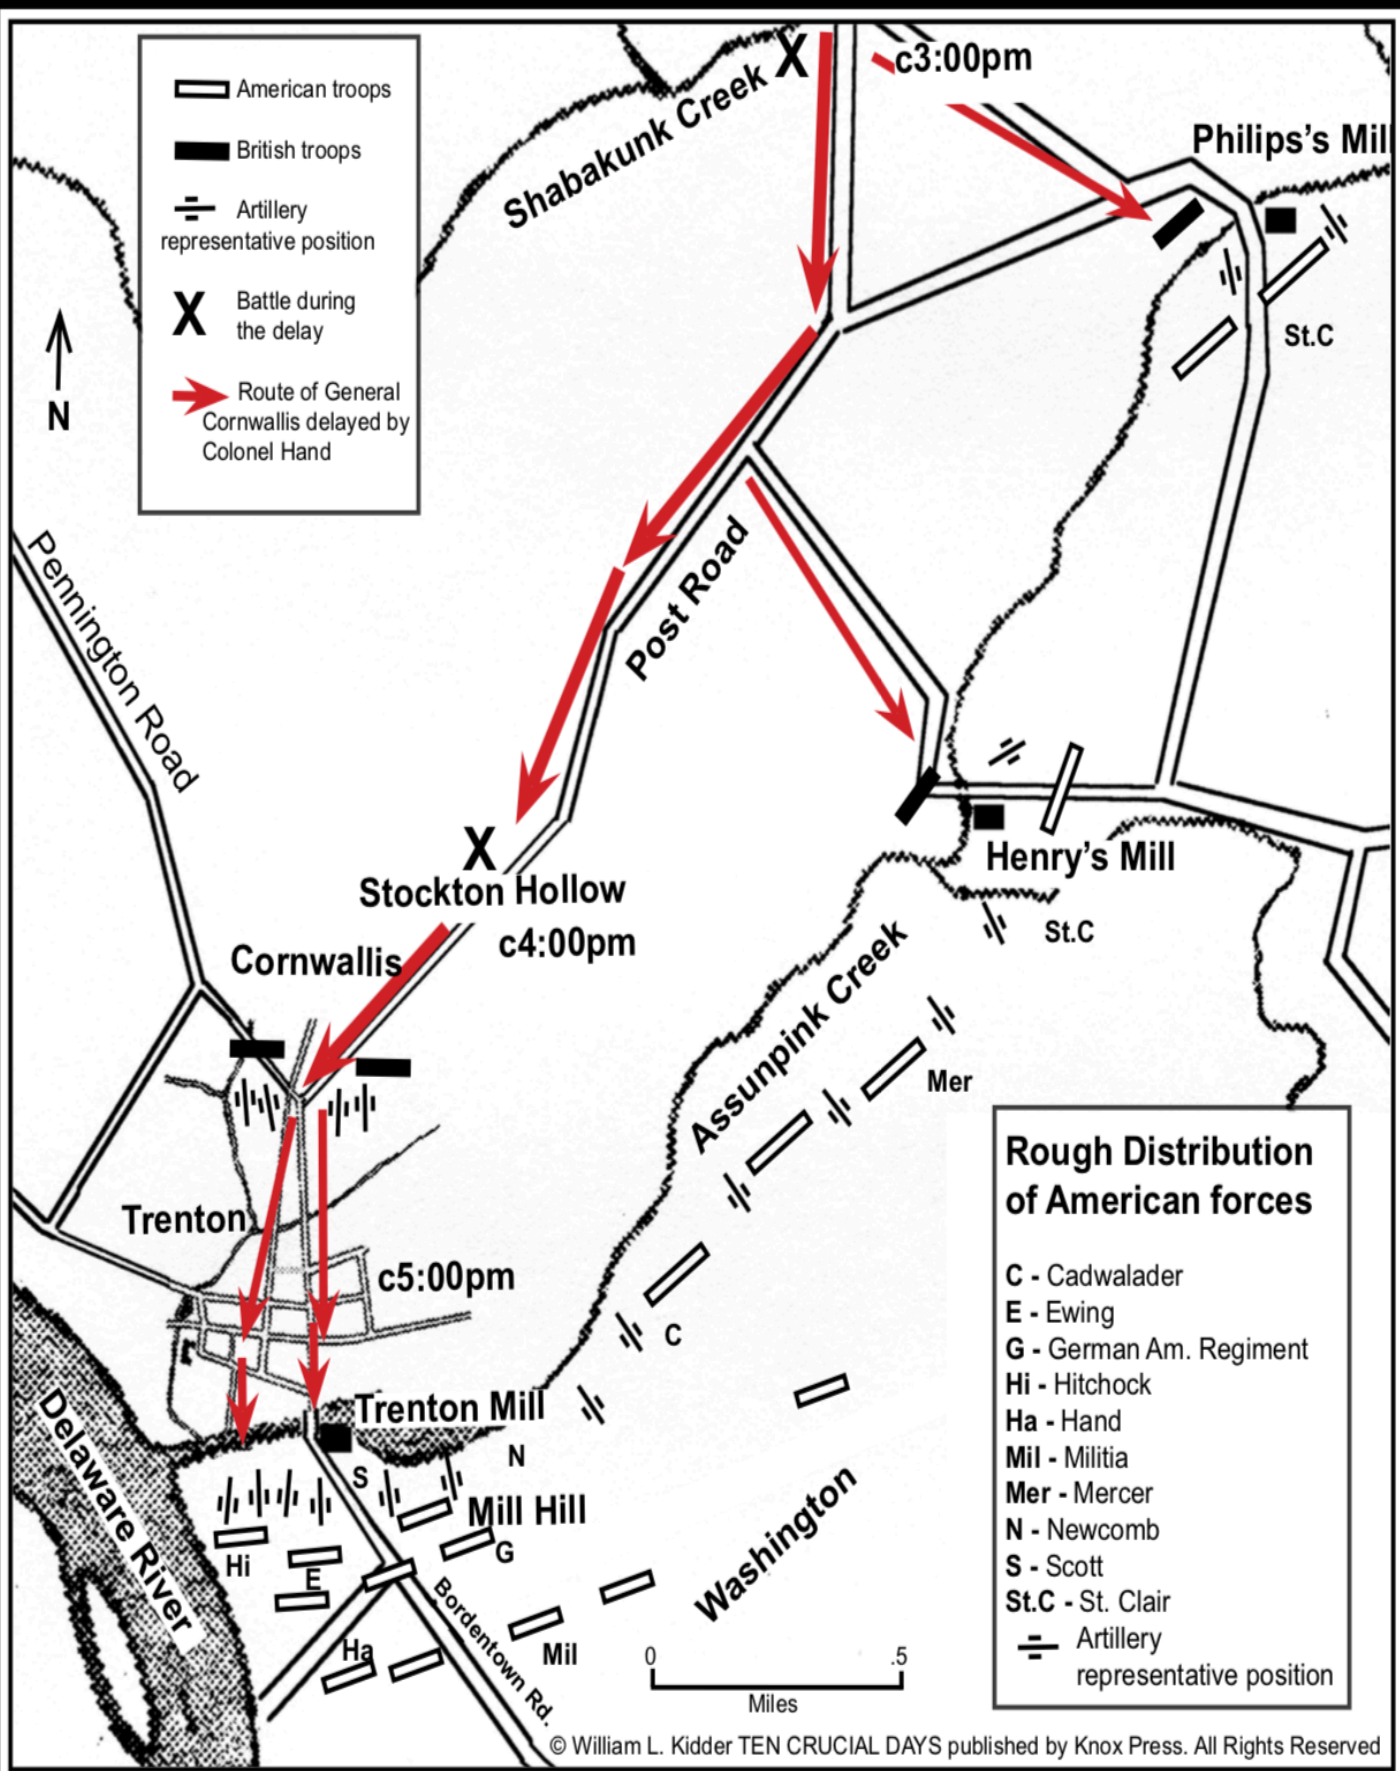 American troops
British troops
Artillery
representative position
X
Battle during
the delay
Route of General
Cornwallis delayed by
Colonel Hand
N
X
c3:00pm
Shabakunk Creek
Philips's Mill
St.C
Pennington Road
Post Road
X
Stockton Hollow
c4:00pm
Henry's Mill
St.C
Cornwallis
Assunpink Creek
Mer
Trenton
c5:00pm
C
Trenton Mill
N
S
Mill Hill
Delaware River
Hi
E
G
Washington
Bordentown Rd.
Ha
Mil
0 .5
Miles
Rough Distribution
of American forces
C - Cadwalader
E - Ewing
G - German Am. Regiment
Hi - Hitchock
Ha - Hand
Mil - Militia
Mer - Mercer
N - Newcomb
S - Scott
St.C - St. Clair
Artillery
representative position
© William L. Kidder TEN CRUCIAL DAYS published by Knox Press. All Rights Reserved